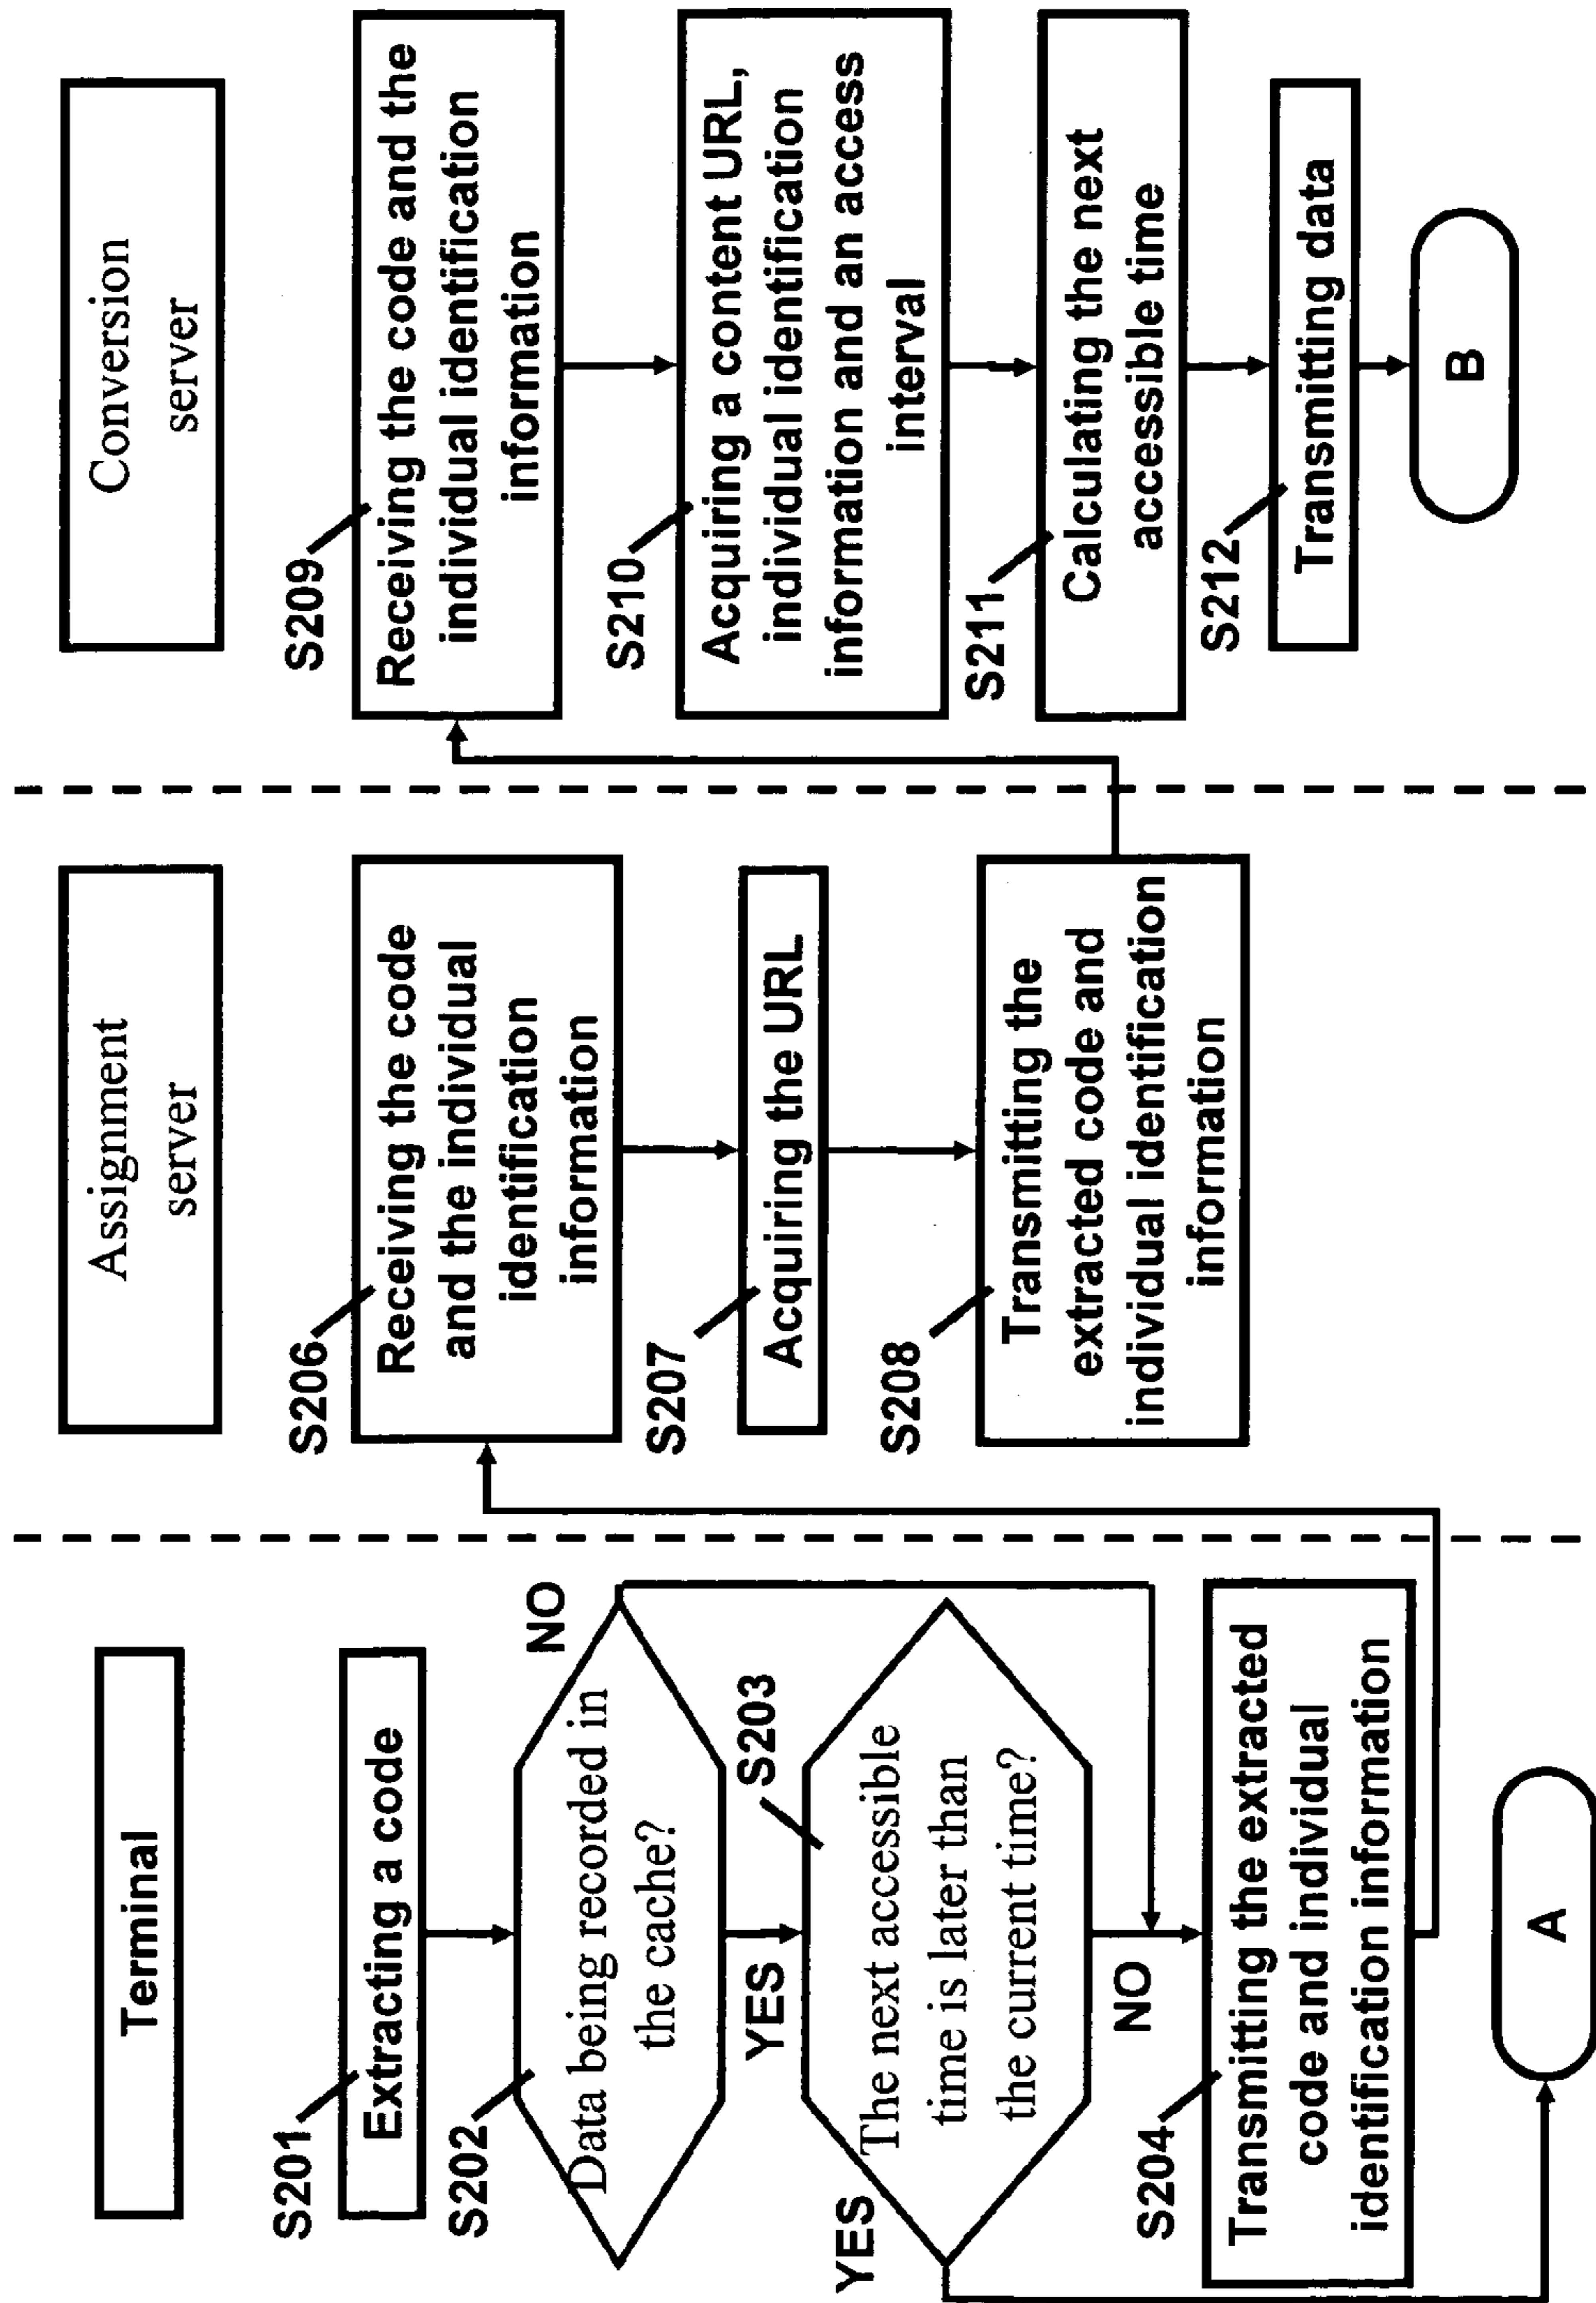 Terminal
S201
Extracting a code
S202
Data being recorded in
the cache?
NO
YES
S203
The next accessible
time is later than
the current time?
YES
NO
S204
Transmitting the extracted
code and individual
identification information
A
Assignment
server
S206
Receiving the code
and the individual
identification
information
S207
Acquiring the URL
S208
Transmitting the
extracted code and
individual identification
information
Conversion
server
S209
Receiving the code and the
individual identification
information
S210
Acquiring a content URL,
individual identification
information and an access
interval
S211
Calculating the next
accessible time
S212
Transmitting data
B